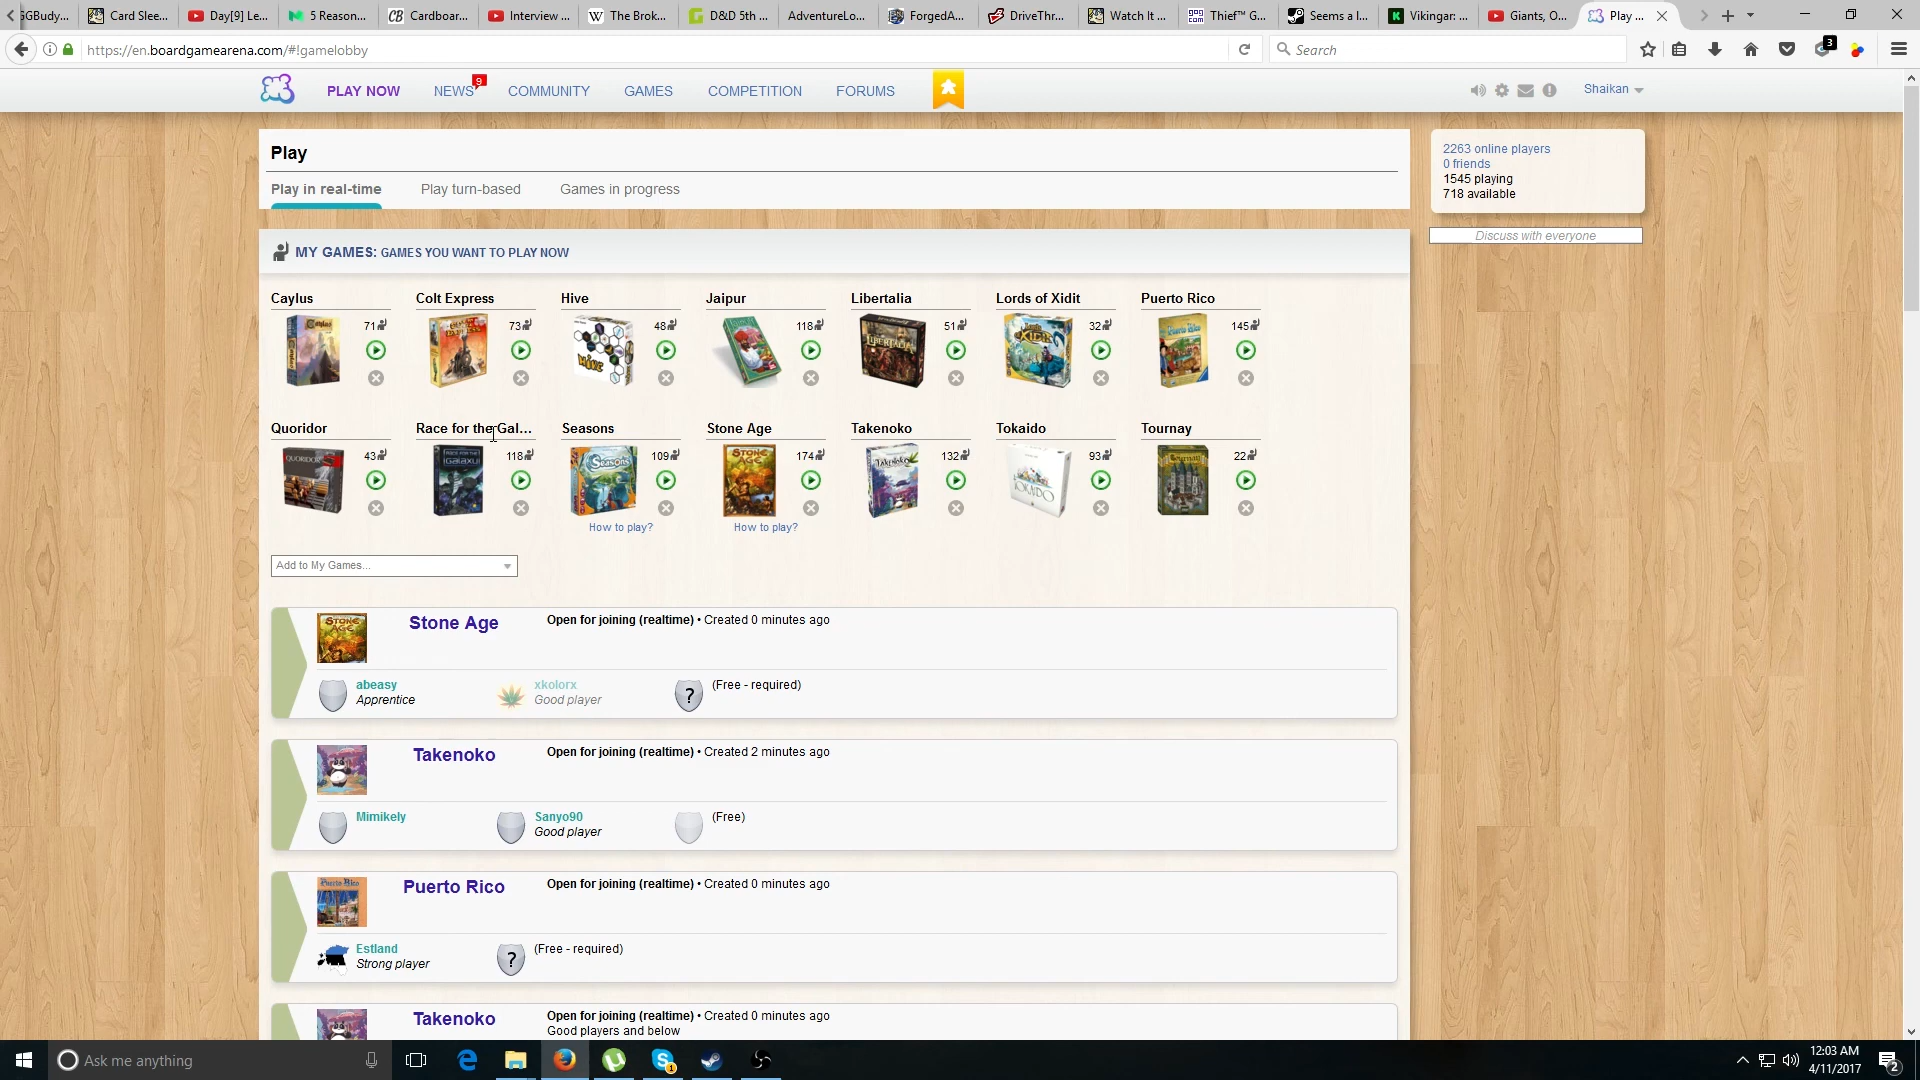 GGBudy...
Card Slee...
Day[9] Le...
5 Reason...
Cardboar...
Interview ...
The Brok...
D&D 5th ...
AdventureLo...
ForgedA...
DriveThr...
Watch It ...
Thief™ G...
Seems a l...
Vikingar: ...
Giants, O...
Play ...
https://en.boardgamearena.com/#!gamelobby
Search
3
PLAY NOW
NEWS
9
COMMUNITY
GAMES
COMPETITION
FORUMS
Shaikan
Play
Play in real-time
Play turn-based
Games in progress
2263 online players
0 friends
1545 playing
718 available
Discuss with everyone
MY GAMES: GAMES YOU WANT TO PLAY NOW
Caylus
71
Colt Express
73
Hive
48
Jaipur
118
Libertalia
51
Lords of Xidit
32
Puerto Rico
145
Quoridor
43
Race for the Gal...
118
Seasons
109
How to play?
Stone Age
174
How to play?
Takenoko
132
Tokaido
93
Tournay
22
Add to My Games...
Stone Age
Open for joining (realtime) • Created 0 minutes ago
abeasy
Apprentice
xkolorx
Good player
?
(Free - required)
Takenoko
Open for joining (realtime) • Created 2 minutes ago
Mimikely
Sanyo90
Good player
(Free)
Puerto Rico
Open for joining (realtime) • Created 0 minutes ago
Estland
Strong player
?
(Free - required)
Takenoko
Open for joining (realtime) • Created 0 minutes ago
Good players and below
Ask me anything
12:03 AM
4/11/2017
2